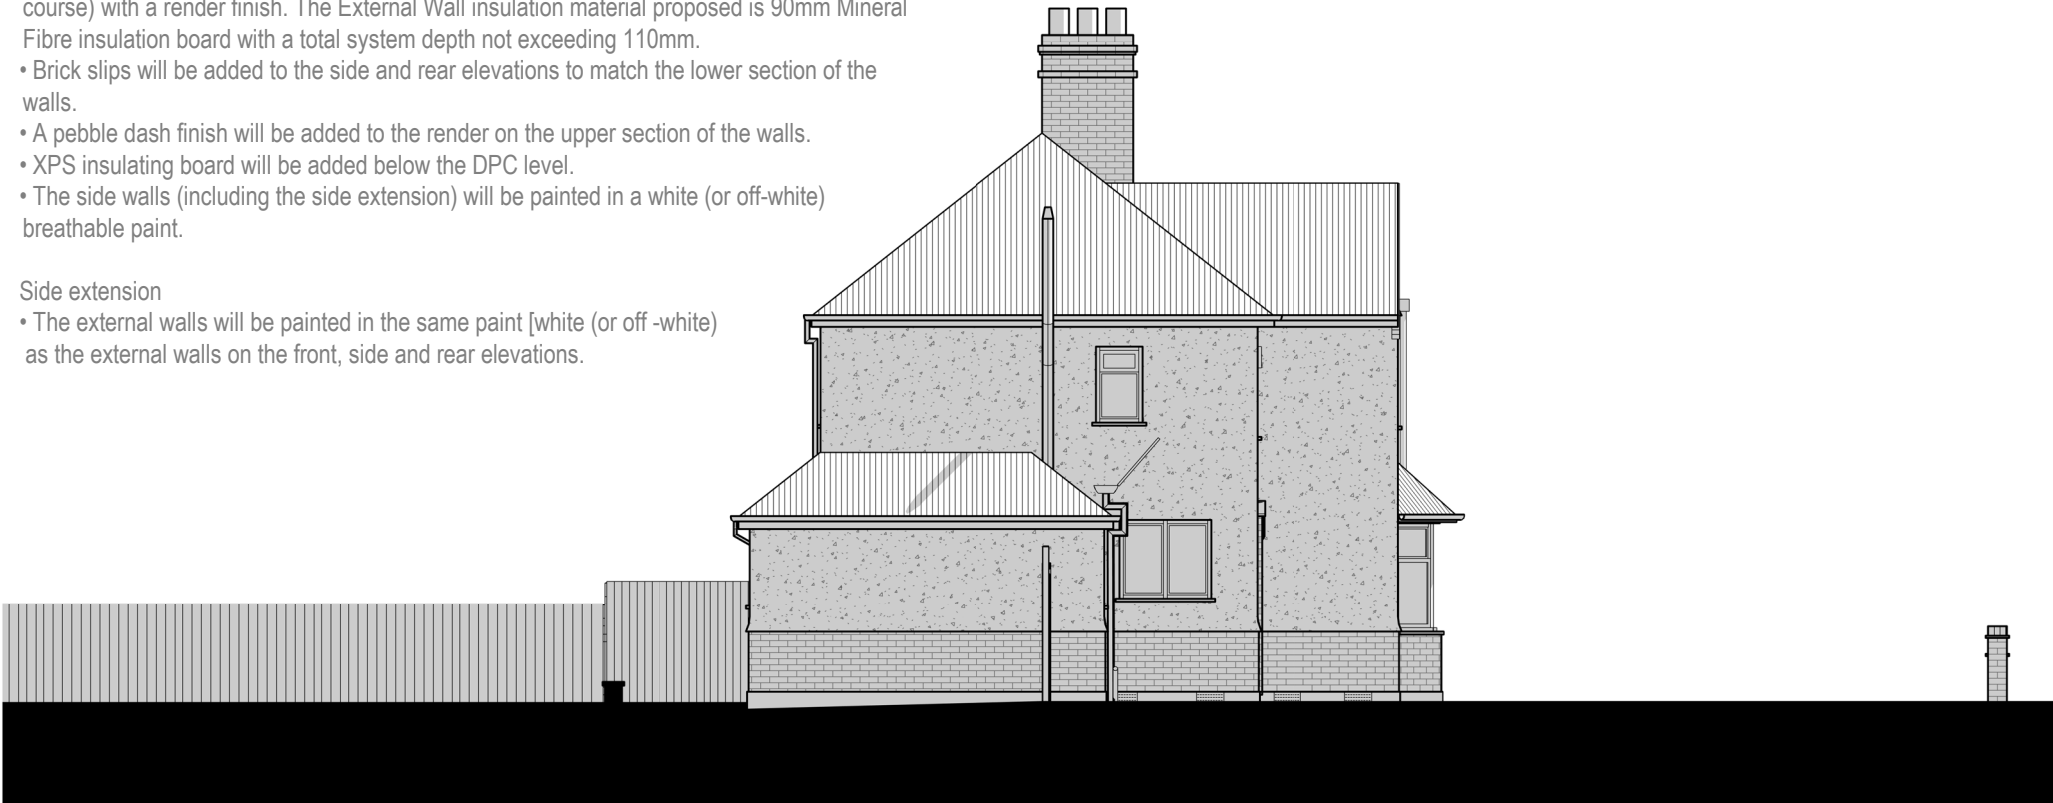 course) with a render finish. The External Wall insulation material proposed is 90mm Mineral
Fibre insulation board with a total system depth not exceeding 110mm.
• Brick slips will be added to the side and rear elevations to match the lower section of the
walls.
• A pebble dash finish will be added to the render on the upper section of the walls.
• XPS insulating board will be added below the DPC level.
• The side walls (including the side extension) will be painted in a white (or off-white)
breathable paint.
Side extension
• The external walls will be painted in the same paint [white (or off -white)
as the external walls on the front, side and rear elevations.